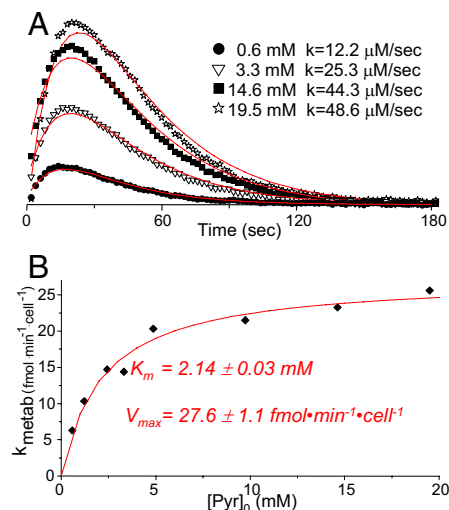 A
● 0.6 mM k=12.2 μM/sec
▽ 3.3 mM k=25.3 μM/sec
■ 14.6 mM k=44.3 μM/sec
☆ 19.5 mM k=48.6 μM/sec
0 60 120 180
Time (sec)
B
25
20
15
10
5
0
k metab (fmol·min⁻¹·cell⁻¹)
Km = 2.14 ± 0.03 mM
Vmax = 27.6 ± 1.1 fmol•min⁻¹•cell⁻¹
0 5 10 15 20
[Pyr]₀ (mM)